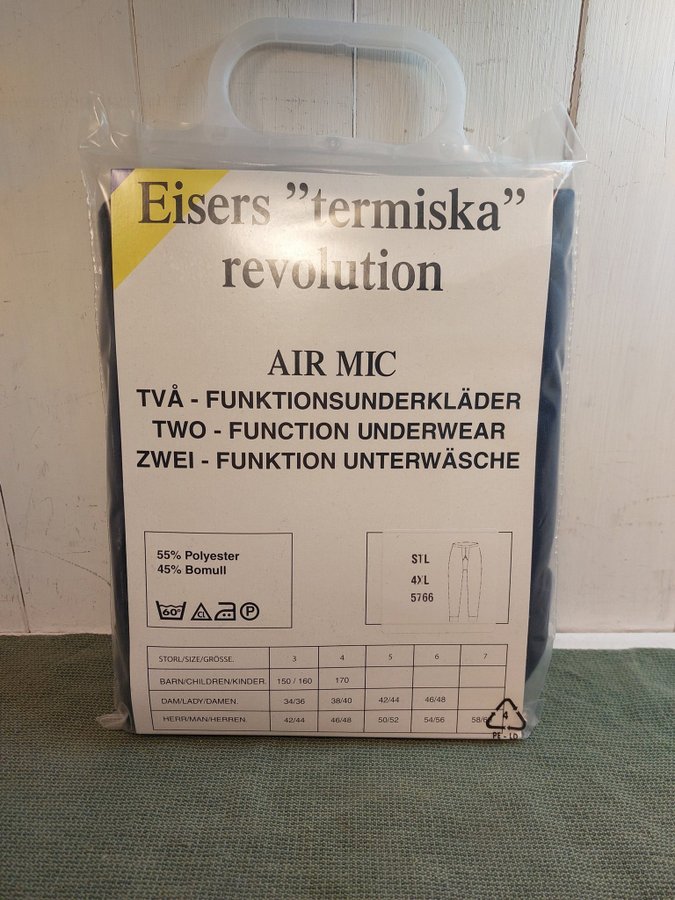 Eisers ”termiska”
revolution
AIR MIC
TVÅ - FUNKTIONSUNDERKLÄDER
TWO - FUNCTION UNDERWEAR
ZWEI - FUNKTION UNTERWÄSCHE
55% Polyester
45% Bomull
60° CL P
STL
4XL
5766
STORL/SIZE/GRÖSSE. 3 4 5 6 7
BARN/CHILDREN/KINDER. 150 / 160 170
DAM/LADY/DAMEN. 34/36 38/40 42/44 46/48
HERR/MAN/HERREN. 42/44 46/48 50/52 54/56
4
PE - LD